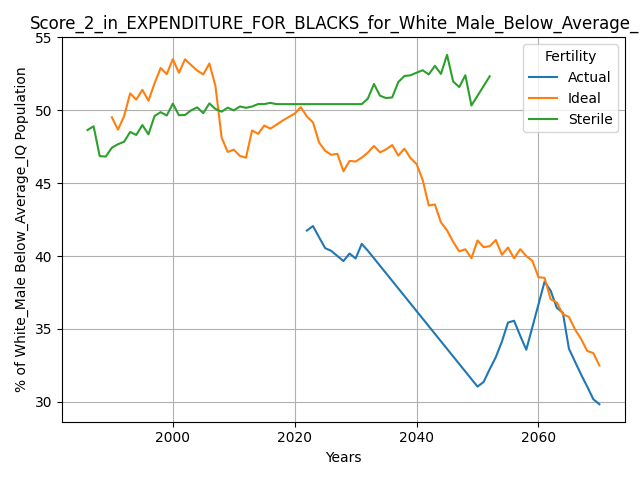 Score_2_in_EXPENDITURE_FOR_BLACKS_for_White_Male_Below_Average_
55
50
45
40
35
30
% of White_Male Below_Average_IQ Population
Fertility
Actual
Ideal
Sterile
2000
2020
2040
2060
Years